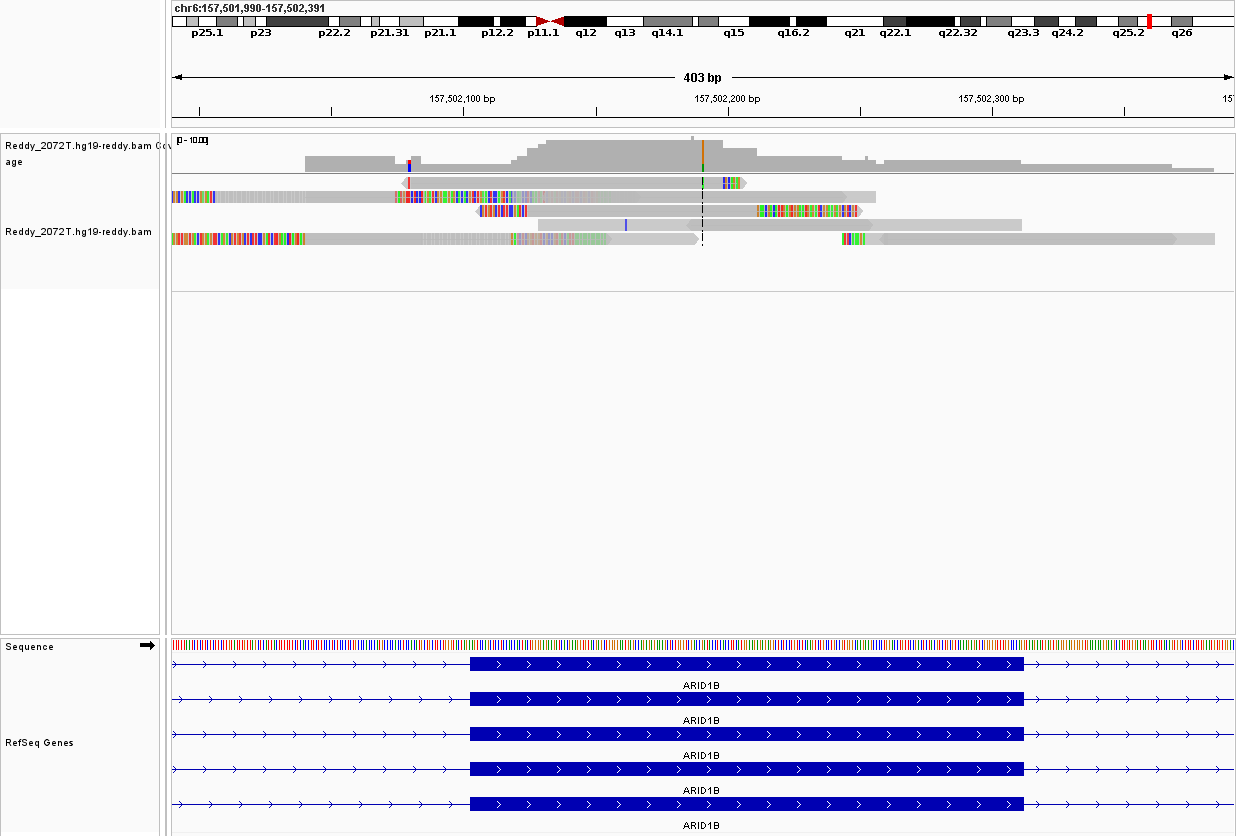 chr6:157,501,990-157,502,391
p25.1 p23 p22.2 p21.31 p21.1 p12.2 p11.1 q12 q13 q14.1 q15 q16.2 q21 q22.1 q22.32 q23.3 q24.2 q25.2 q26
403 bp
157,502,100 bp 157,502,200 bp 157,502,300 bp 157
Reddy_2072T.hg19-reddy.bam Cov
age
[0 - 10.00]
Reddy_2072T.hg19-reddy.bam
Sequence
ARID1B
ARID1B
RefSeq Genes
ARID1B
ARID1B
ARID1B